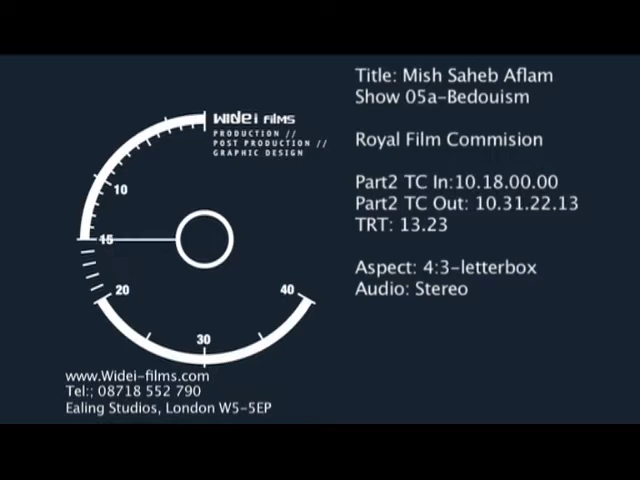 Title: Mish Saheb Aflam
Show 05a-Bedouism
Royal Film Commision
Part2 TC In:10.18.00.00
Part2 TC Out: 10.31.22.13
TRT: 13.23
Aspect: 4:3-letterbox
Audio: Stereo
WIDEI FILMS
PRODUCTION //
POST PRODUCTION //
GRAPHIC DESIGN
10
15
20
30
40
www.Widei-films.com
Tel:; 08718 552 790
Ealing Studios, London W5-5EP